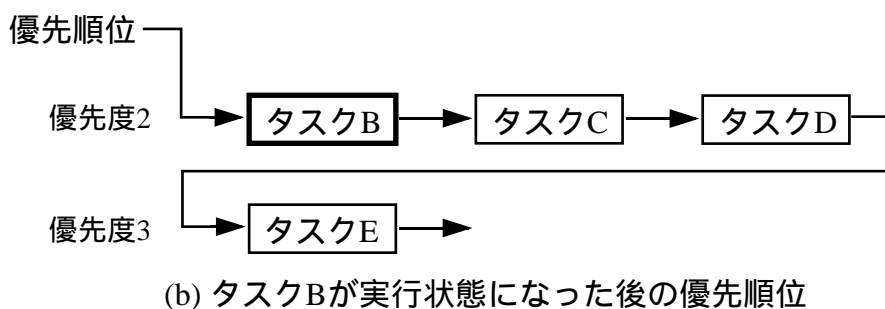 優先順位
優先度2 タスクB タスクC タスクD
優先度3 タスクE
(b) タスクBが実行状態になった後の優先順位